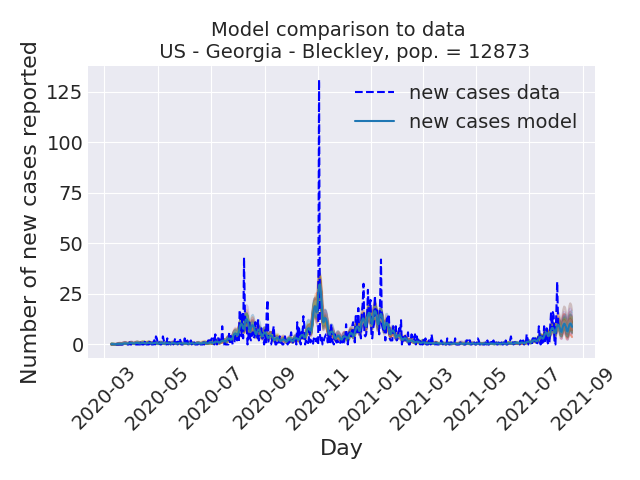 Model comparison to data
US - Georgia - Bleckley, pop. = 12873
Number of new cases reported
125
100
75
50
25
0
new cases data
new cases model
2020-03
2020-05
2020-07
2020-09
2020-11
2021-01
2021-03
2021-05
2021-07
2021-09
Day